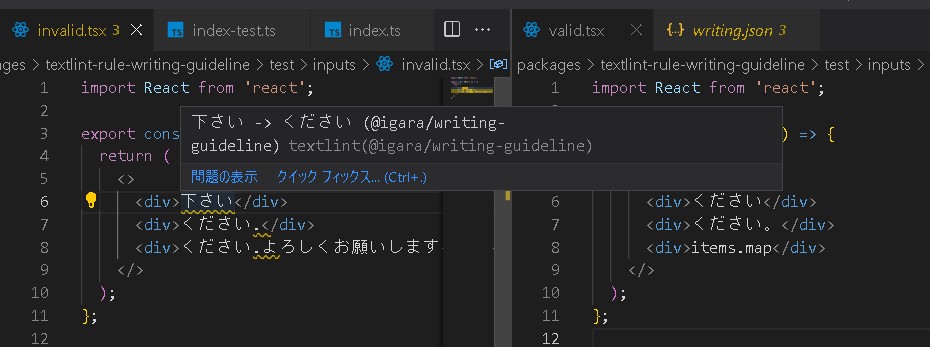 invalid.tsx 3
index-test.ts
index.ts
ages > textlint-rule-writing-guideline > test > inputs > invalid.tsx >
1 import React from 'react';
2
3 export cons
4 return (
5 <>
6 <div>下さい</div>
7 <div>ください.</div>
8 <div>ください.よろしくお願いします
9 </>
10 );
11 };
12
下さい -> ください (@igara/writing-
guideline) textlint(@igara/writing-guideline)
問題の表示 クイック フィックス... (Ctrl+.)
valid.tsx
writing.json 3
packages > textlint-rule-writing-guideline > test > inputs >
1 import React from 'react';
2
) => {
6 <div>ください</div>
7 <div>ください。</div>
8 <div>items.map</div>
9 </>
10 );
11 };
12